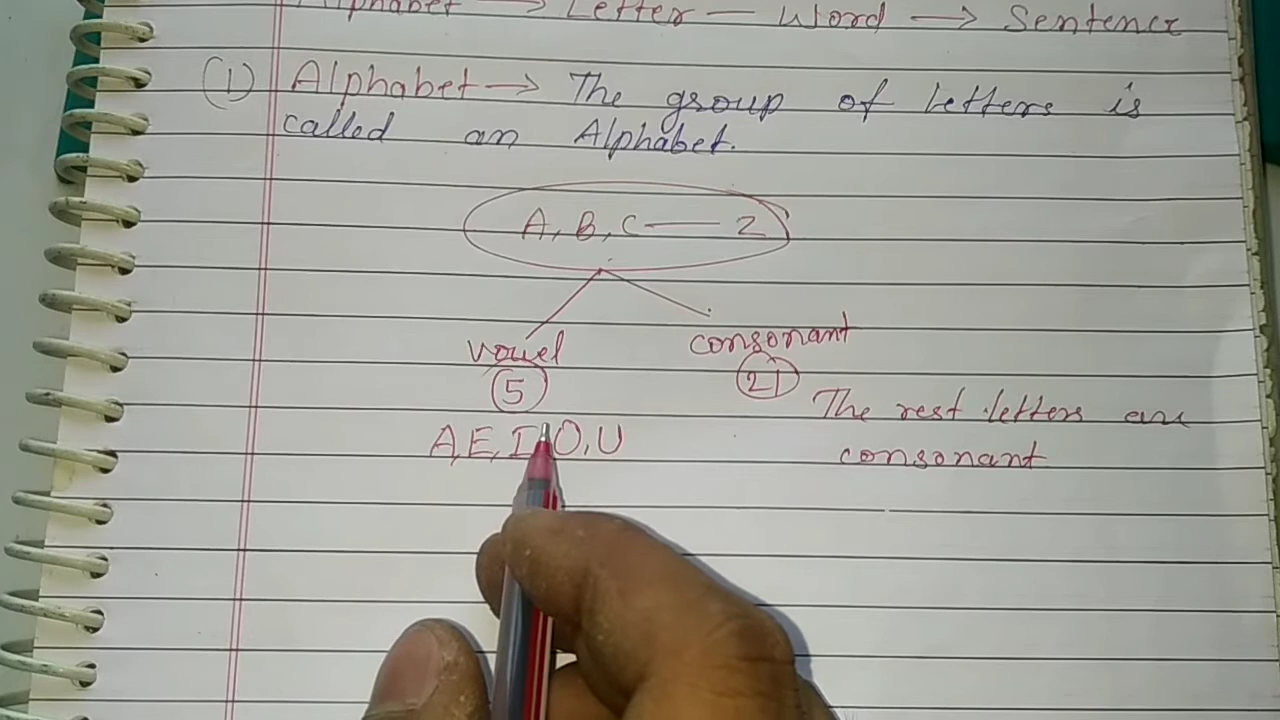 Alphabet → Letter — Word → Sentence
(1) Alphabet → The group of letters is
called an Alphabet.
A, B, C —— Z
vowel consonant
5 21
The rest letters are
A, E, I, O, U
consonant